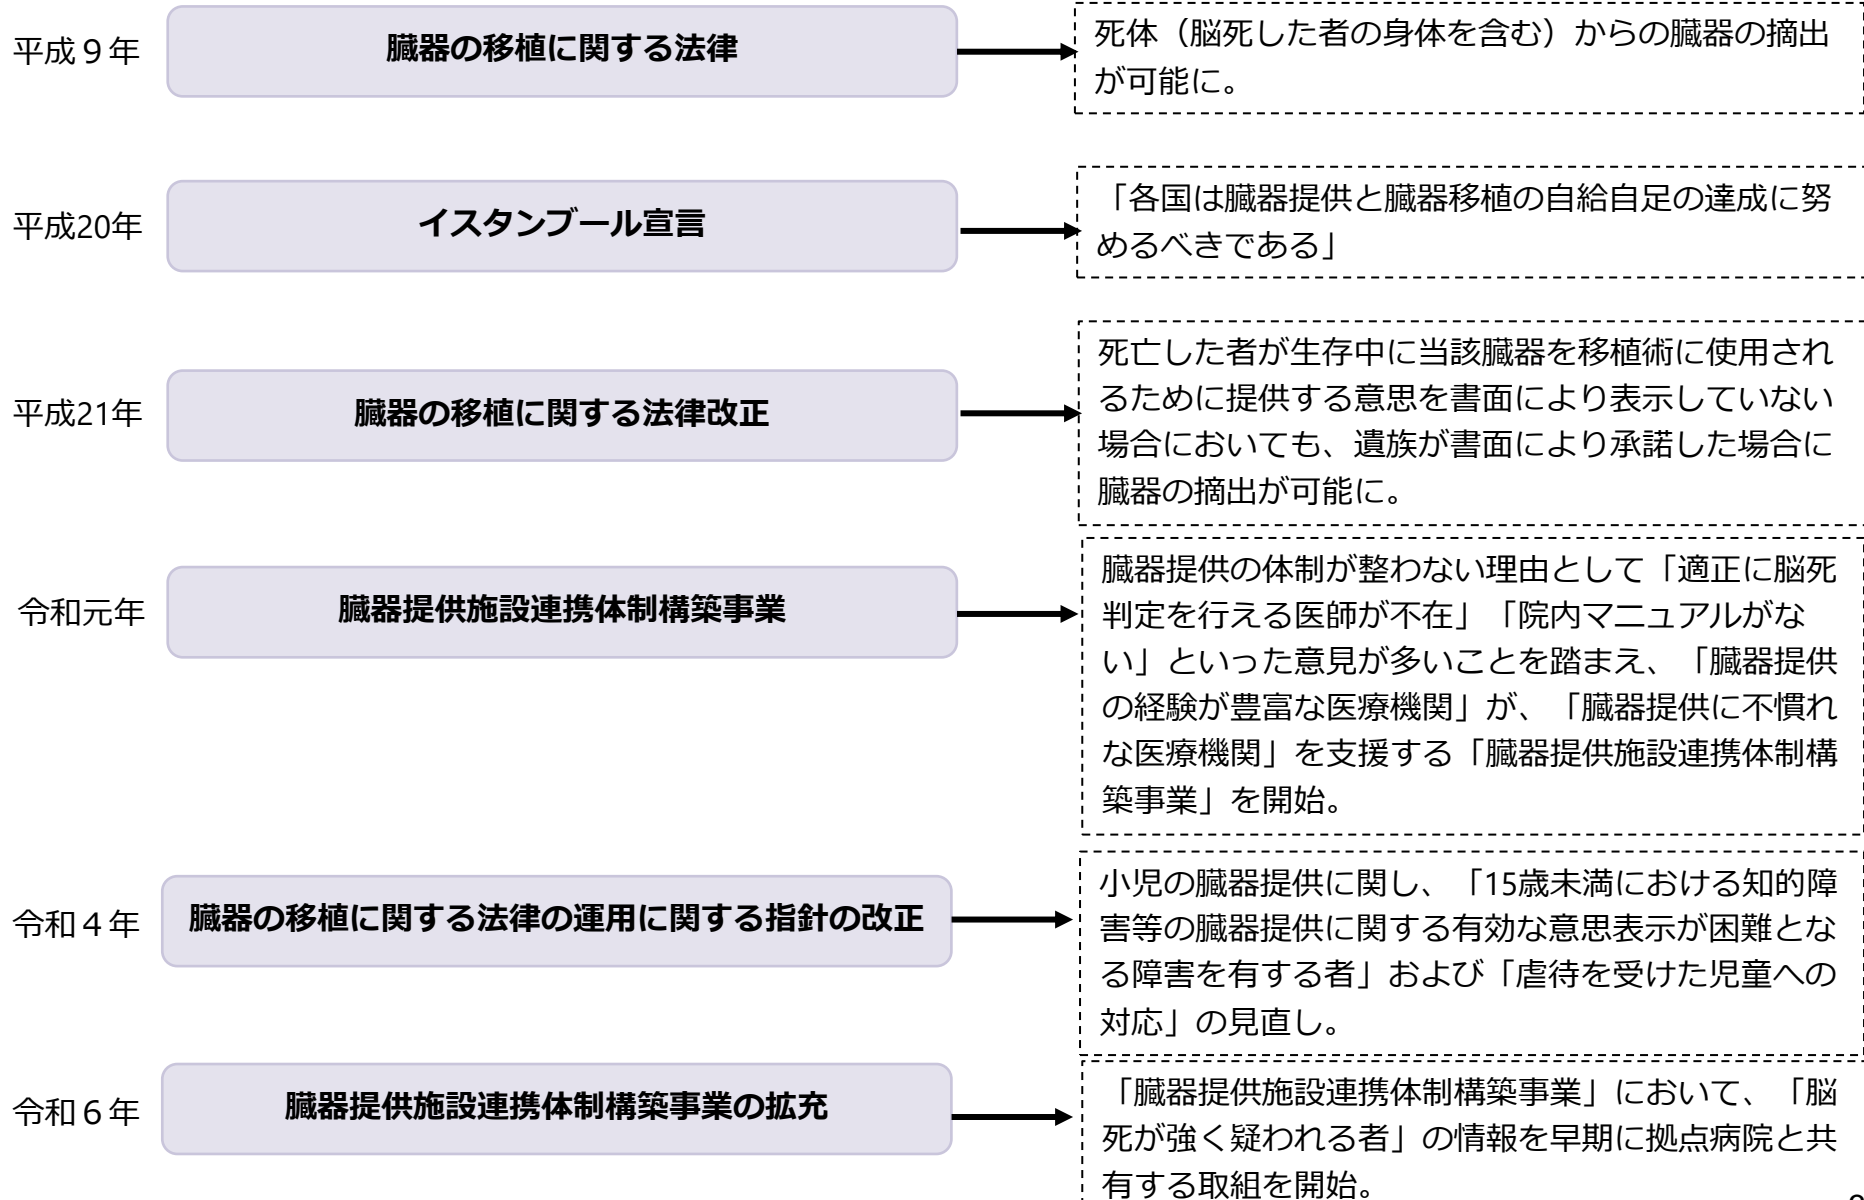 平成９年
臓器の移植に関する法律
死体（脳死した者の身体を含む）からの臓器の摘出
が可能に。
平成20年
イスタンブール宣言
「各国は臓器提供と臓器移植の自給自足の達成に努
めるべきである」
平成21年
臓器の移植に関する法律改正
死亡した者が生存中に当該臓器を移植術に使用され
るために提供する意思を書面により表示していない
場合においても、遺族が書面により承諾した場合に
臓器の摘出が可能に。
令和元年
臓器提供施設連携体制構築事業
臓器提供の体制が整わない理由として「適正に脳死
判定を行える医師が不在」「院内マニュアルがな
い」といった意見が多いことを踏まえ、「臓器提供
の経験が豊富な医療機関」が、「臓器提供に不慣れ
な医療機関」を支援する「臓器提供施設連携体制構
築事業」を開始。
令和４年
臓器の移植に関する法律の運用に関する指針の改正
小児の臓器提供に関し、「15歳未満における知的障
害等の臓器提供に関する有効な意思表示が困難とな
る障害を有する者」および「虐待を受けた児童への
対応」の見直し。
令和６年
臓器提供施設連携体制構築事業の拡充
「臓器提供施設連携体制構築事業」において、「脳
死が強く疑われる者」の情報を早期に拠点病院と共
有する取組を開始。